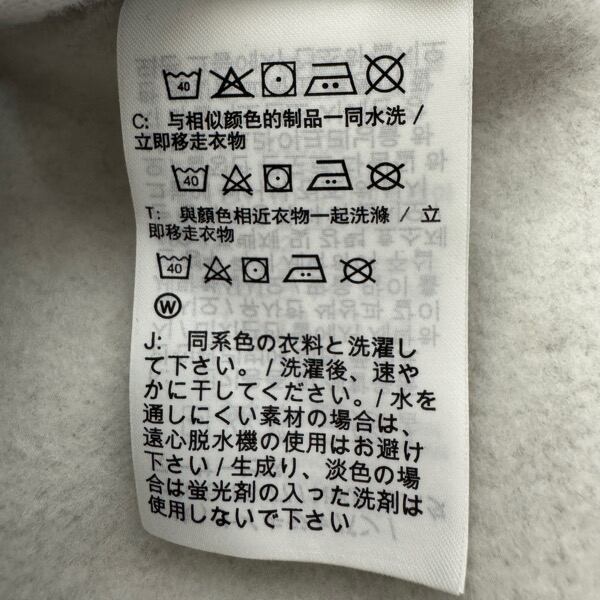 40
C: 与相似颜色的制品一同水洗 /
立即移走衣物
40
T: 與顏色相近衣物一起洗滌 / 立
即移走衣物
40
W
J: 同系色の衣料と洗濯し
て下さい。/ 洗濯後、速や
かに干してください。/ 水を
通しにくい素材の場合は、
遠心脱水機の使用はお避け
下さい / 生成り、淡色の場
合は蛍光剤の入った洗剤は
使用しないで下さい